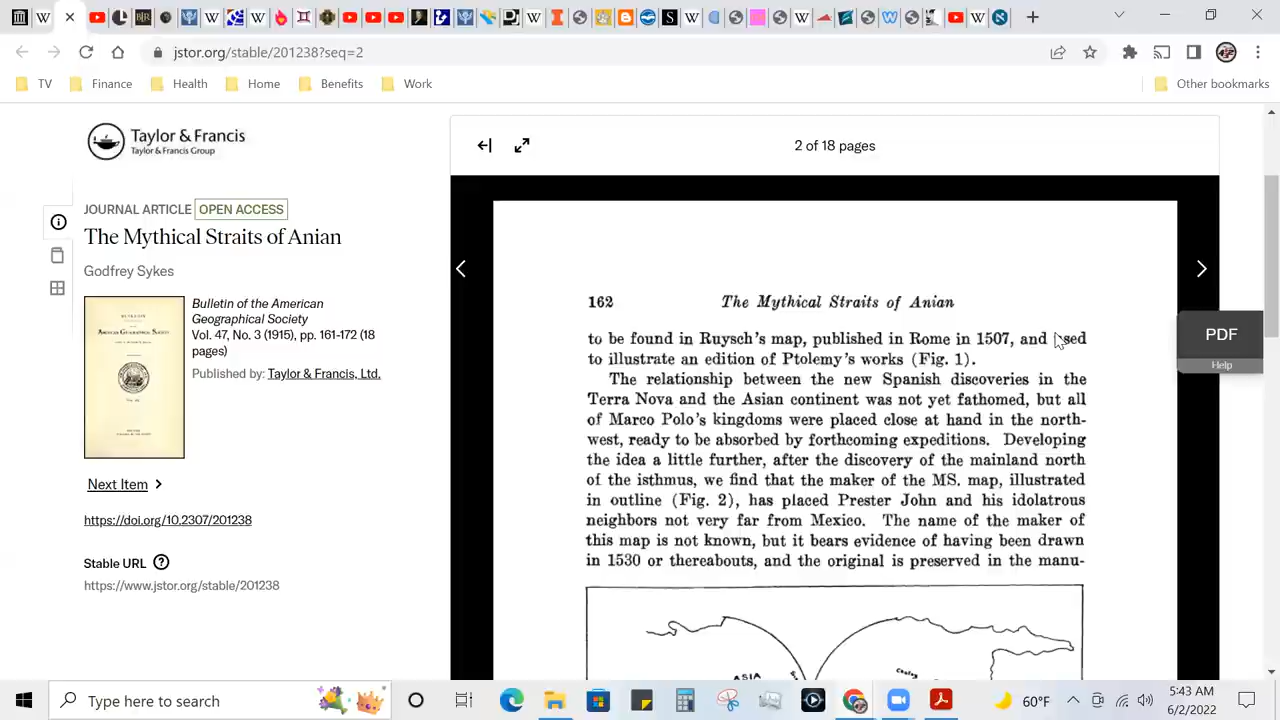 jstor.org/stable/201238?seq=2
TV
Finance
Health
Home
Benefits
Work
Other bookmarks
Taylor & Francis
Taylor & Francis Group
JOURNAL ARTICLE OPEN ACCESS
The Mythical Straits of Anian
Godfrey Sykes
Bulletin of the American
Geographical Society
Vol. 47, No. 3 (1915), pp. 161-172 (18
pages)
Published by: Taylor & Francis, Ltd.
Next Item
https://doi.org/10.2307/201238
Stable URL
https://www.jstor.org/stable/201238
2 of 18 pages
162 The Mythical Straits of Anian
to be found in Ruysch's map, published in Rome in 1507, and
to illustrate an edition of Ptolemy's works (Fig. 1).
The relationship between the new Spanish discoveries in the
Terra Nova and the Asian continent was not yet fathomed, but all
of Marco Polo's kingdoms were placed close at hand in the north-
west, ready to be absorbed by forthcoming expeditions. Developing
the idea a little further, after the discovery of the mainland north
of the isthmus, we find that the maker of the MS. map, illustrated
in outline (Fig. 2), has placed Prester John and his idolatrous
neighbors not very far from Mexico. The name of the maker of
this map is not known, but it bears evidence of having been drawn
in 1530 or thereabouts, and the original is preserved in the manu-
ASIA
PDF
Help
Type here to search
60°F
5:43 AM
6/2/2022